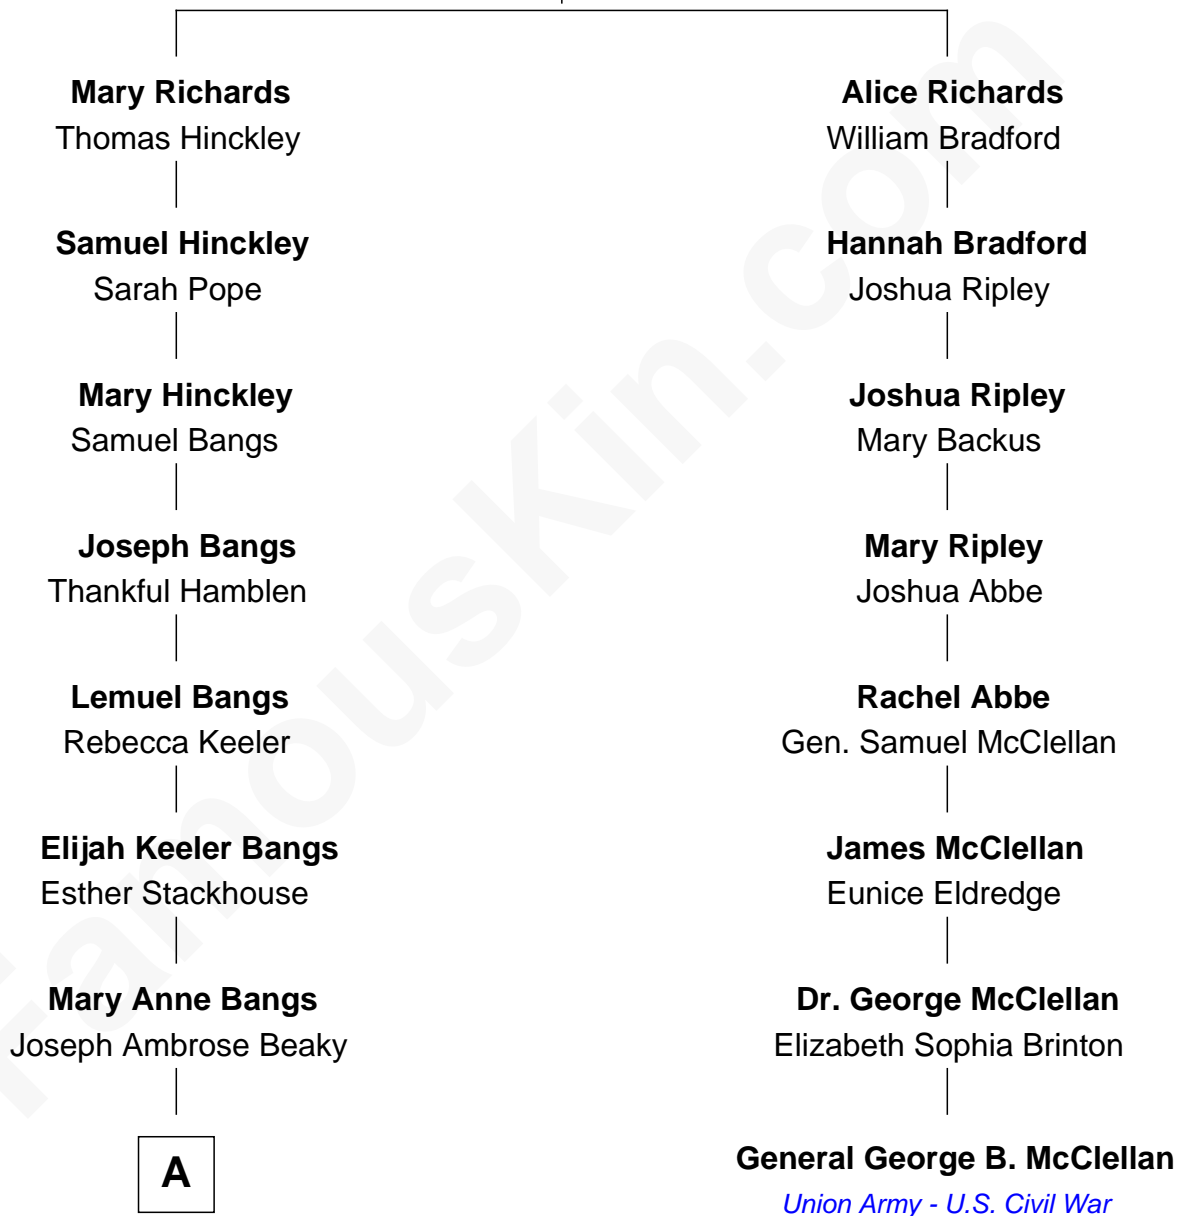 Mary Richards
Thomas Hinckley
Samuel Hinckley
Sarah Pope
Mary Hinckley
Samuel Bangs
Joseph Bangs
Thankful Hamblen
Lemuel Bangs
Rebecca Keeler
Elijah Keeler Bangs
Esther Stackhouse
Mary Anne Bangs
Joseph Ambrose Beaky
A
Alice Richards
William Bradford
Hannah Bradford
Joshua Ripley
Joshua Ripley
Mary Backus
Mary Ripley
Joshua Abbe
Rachel Abbe
Gen. Samuel McClellan
James McClellan
Eunice Eldredge
Dr. George McClellan
Elizabeth Sophia Brinton
General George B. McClellan
Union Army - U.S. Civil War
FamousKin.com